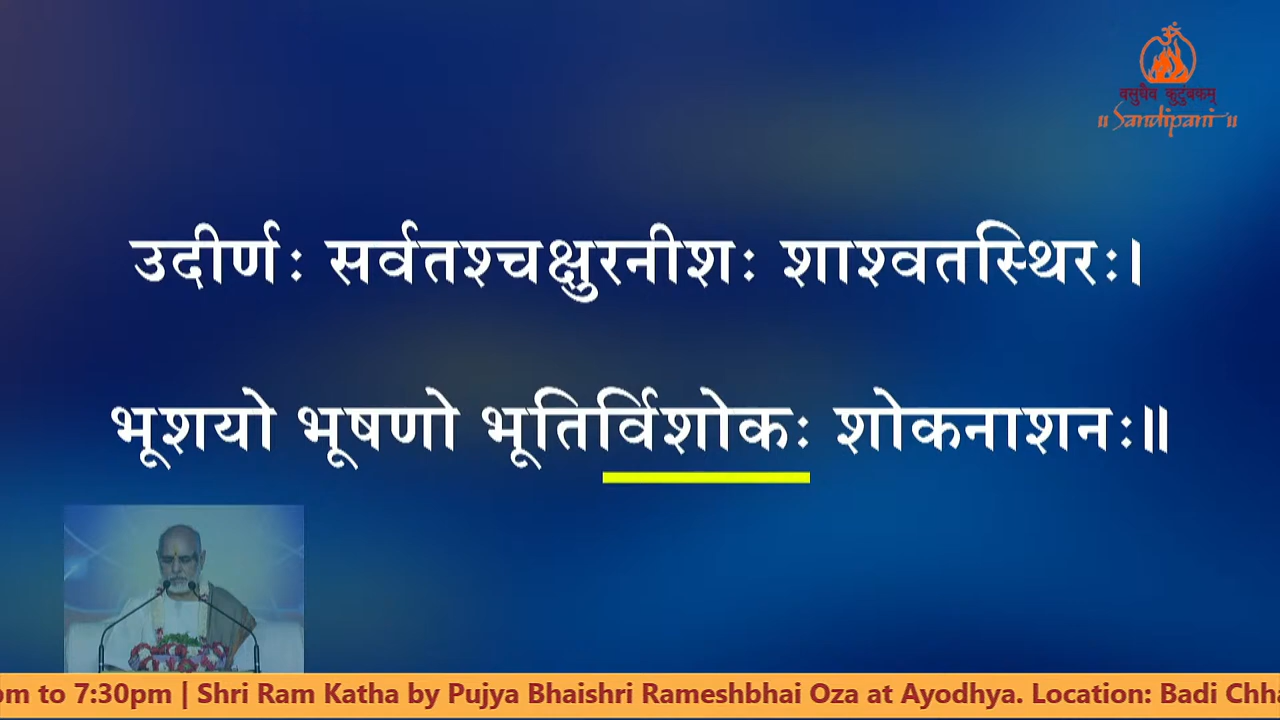 वसुधैव कुटुंबकम्
॥ Sandipani ॥
उदीर्णः सर्वतश्चक्षुरनीशः शाश्वतस्थिरः।
भूशयो भूषणो भूतिर्विशोकः शोकनाशनः॥
pm to 7:30pm | Shri Ram Katha by Pujya Bhaishri Rameshbhai Oza at Ayodhya. Location: Badi Chha